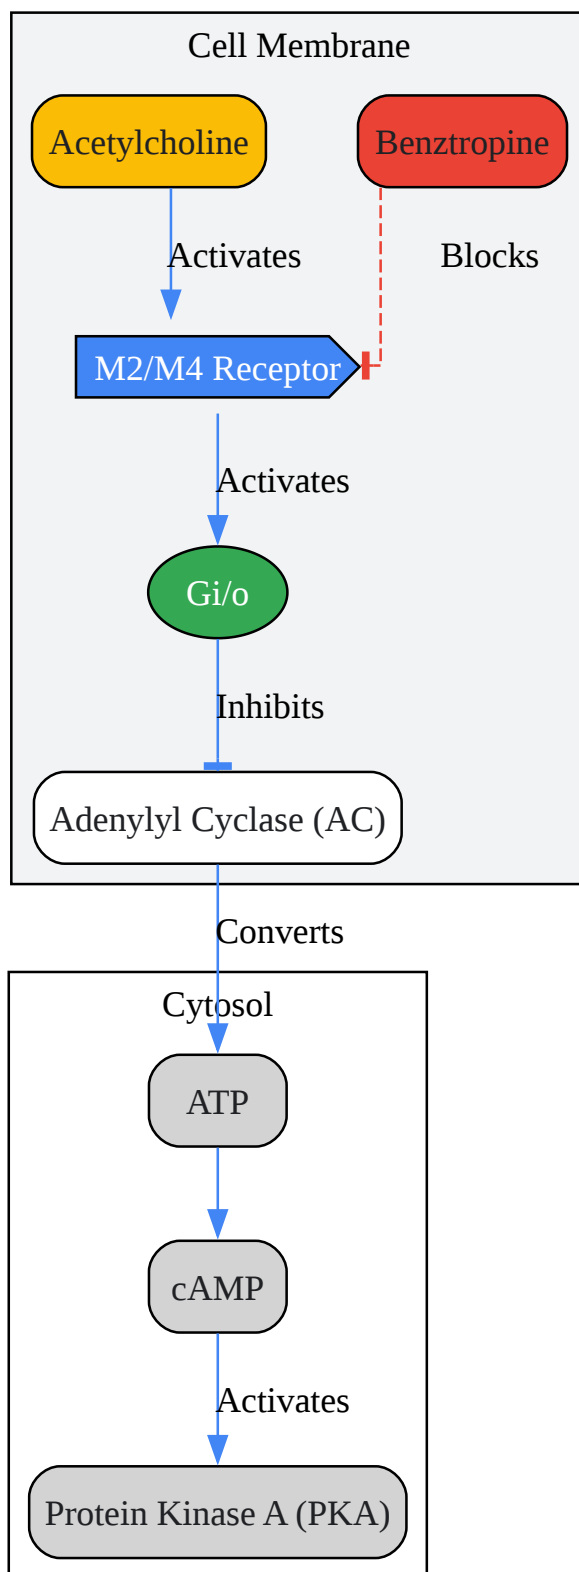 Cell Membrane
Acetylcholine
Benztropine
Activates
Blocks
M2/M4 Receptor
Activates
Gi/o
Inhibits
Adenylyl Cyclase (AC)
Converts
Cytosol
ATP
cAMP
Activates
Protein Kinase A (PKA)